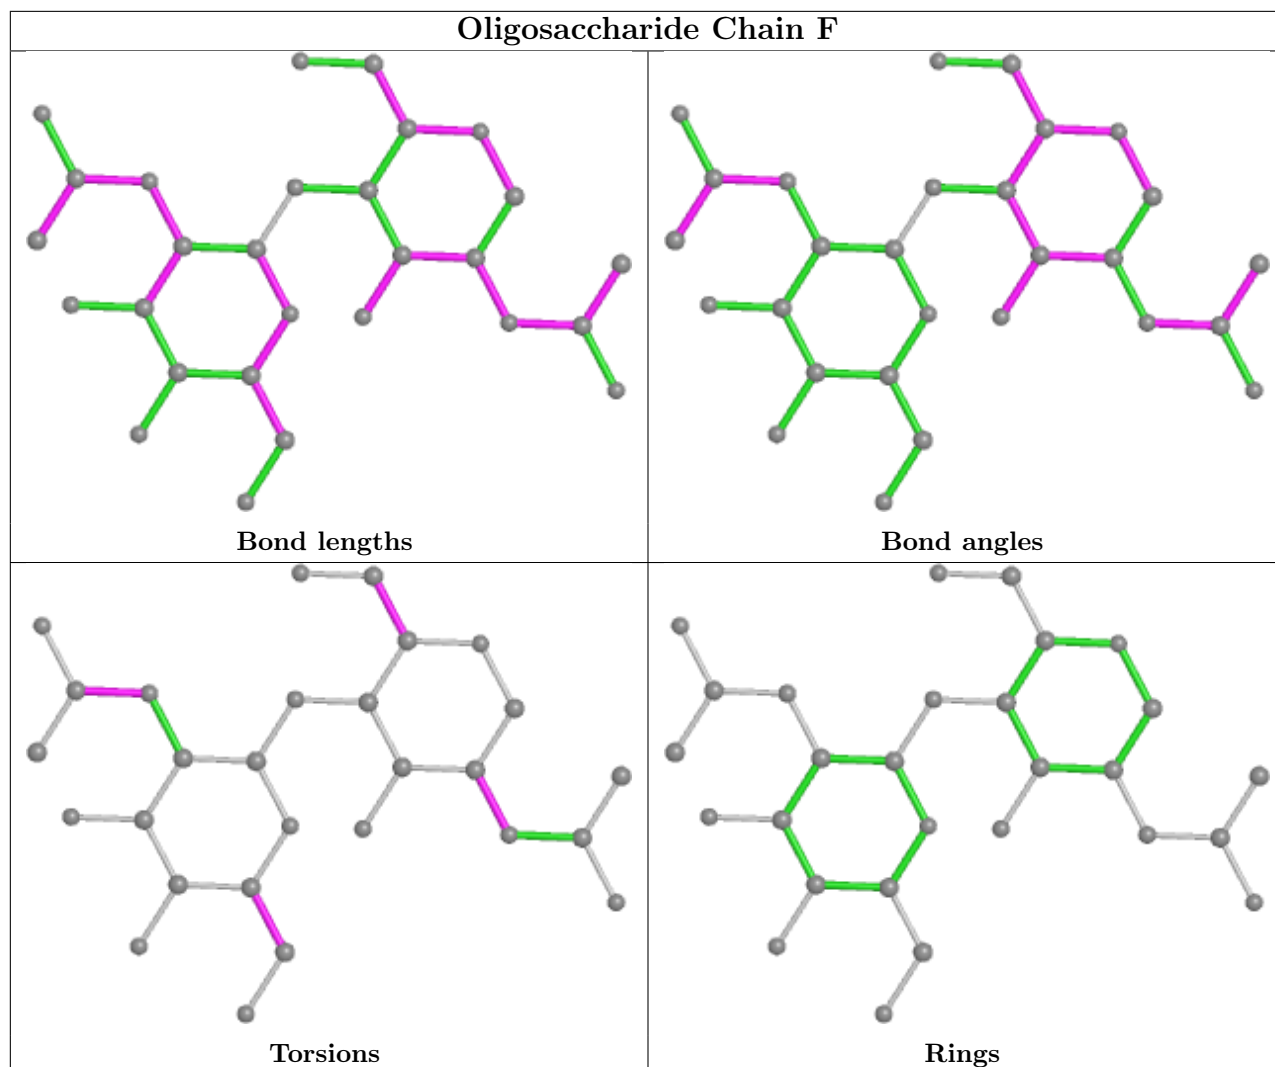 Oligosaccharide Chain F
Bond lengths
Bond angles
Torsions
Rings